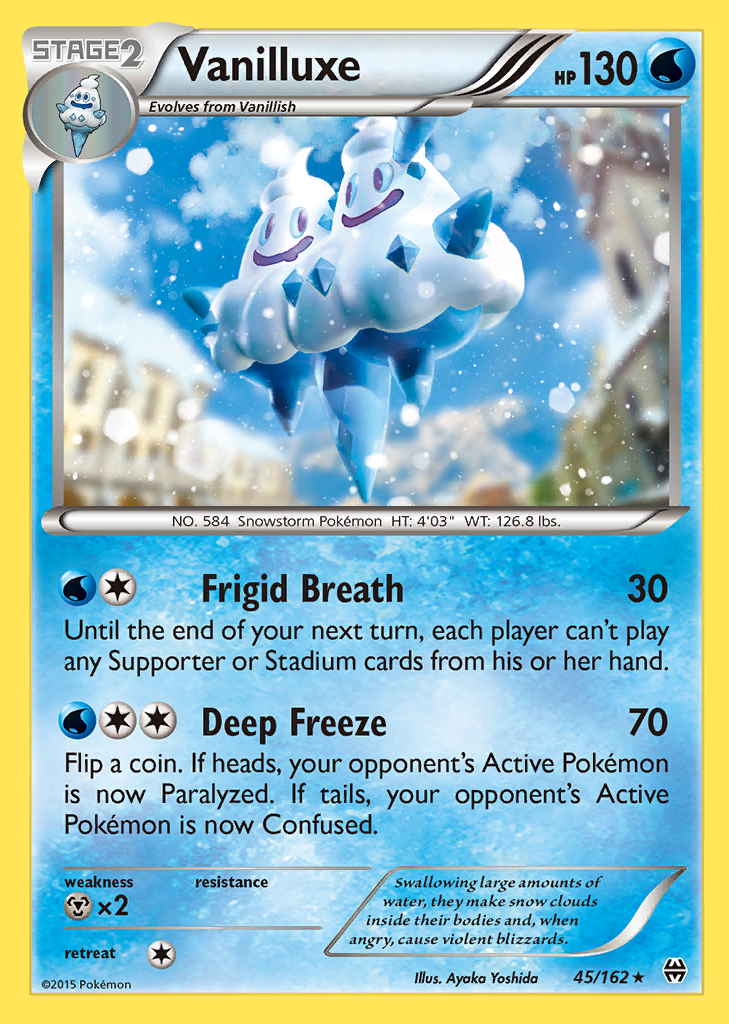 STAGE2
Vanilluxe
HP130
Evolves from Vanillish
NO. 584 Snowstorm Pokémon HT: 4'03" WT: 126.8 lbs.
Frigid Breath 30
Until the end of your next turn, each player can't play
any Supporter or Stadium cards from his or her hand.
Deep Freeze 70
Flip a coin. If heads, your opponent's Active Pokémon
is now Paralyzed. If tails, your opponent's Active
Pokémon is now Confused.
weakness resistance
×2
retreat
Swallowing large amounts of
water, they make snow clouds
inside their bodies and, when
angry, cause violent blizzards.
©2015 Pokémon
Illus. Ayaka Yoshida
45/162 ★